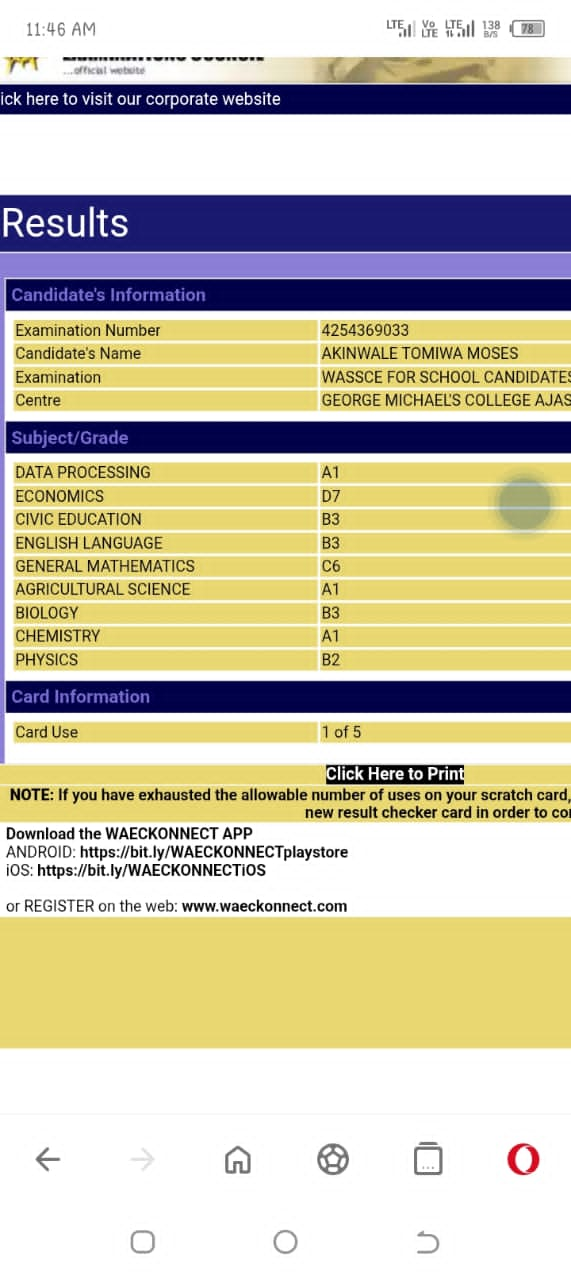 11:46 AM LTE Vo LTE LTE 138 B/S 78
...official website
ick here to visit our corporate website
Results
Candidate's Information
Examination Number 4254369033
Candidate's Name AKINWALE TOMIWA MOSES
Examination WASSCE FOR SCHOOL CANDIDATES
Centre GEORGE MICHAEL'S COLLEGE AJAS
Subject/Grade
DATA PROCESSING A1
ECONOMICS D7
CIVIC EDUCATION B3
ENGLISH LANGUAGE B3
GENERAL MATHEMATICS C6
AGRICULTURAL SCIENCE A1
BIOLOGY B3
CHEMISTRY A1
PHYSICS B2
Card Information
Card Use 1 of 5
Click Here to Print
NOTE: If you have exhausted the allowable number of uses on your scratch card,
new result checker card in order to co
Download the WAECKONNECT APP
ANDROID: https://bit.ly/WAECKONNECTplaystore
iOS: https://bit.ly/WAECKONNECTiOS
or REGISTER on the web: www.waeckonnect.com